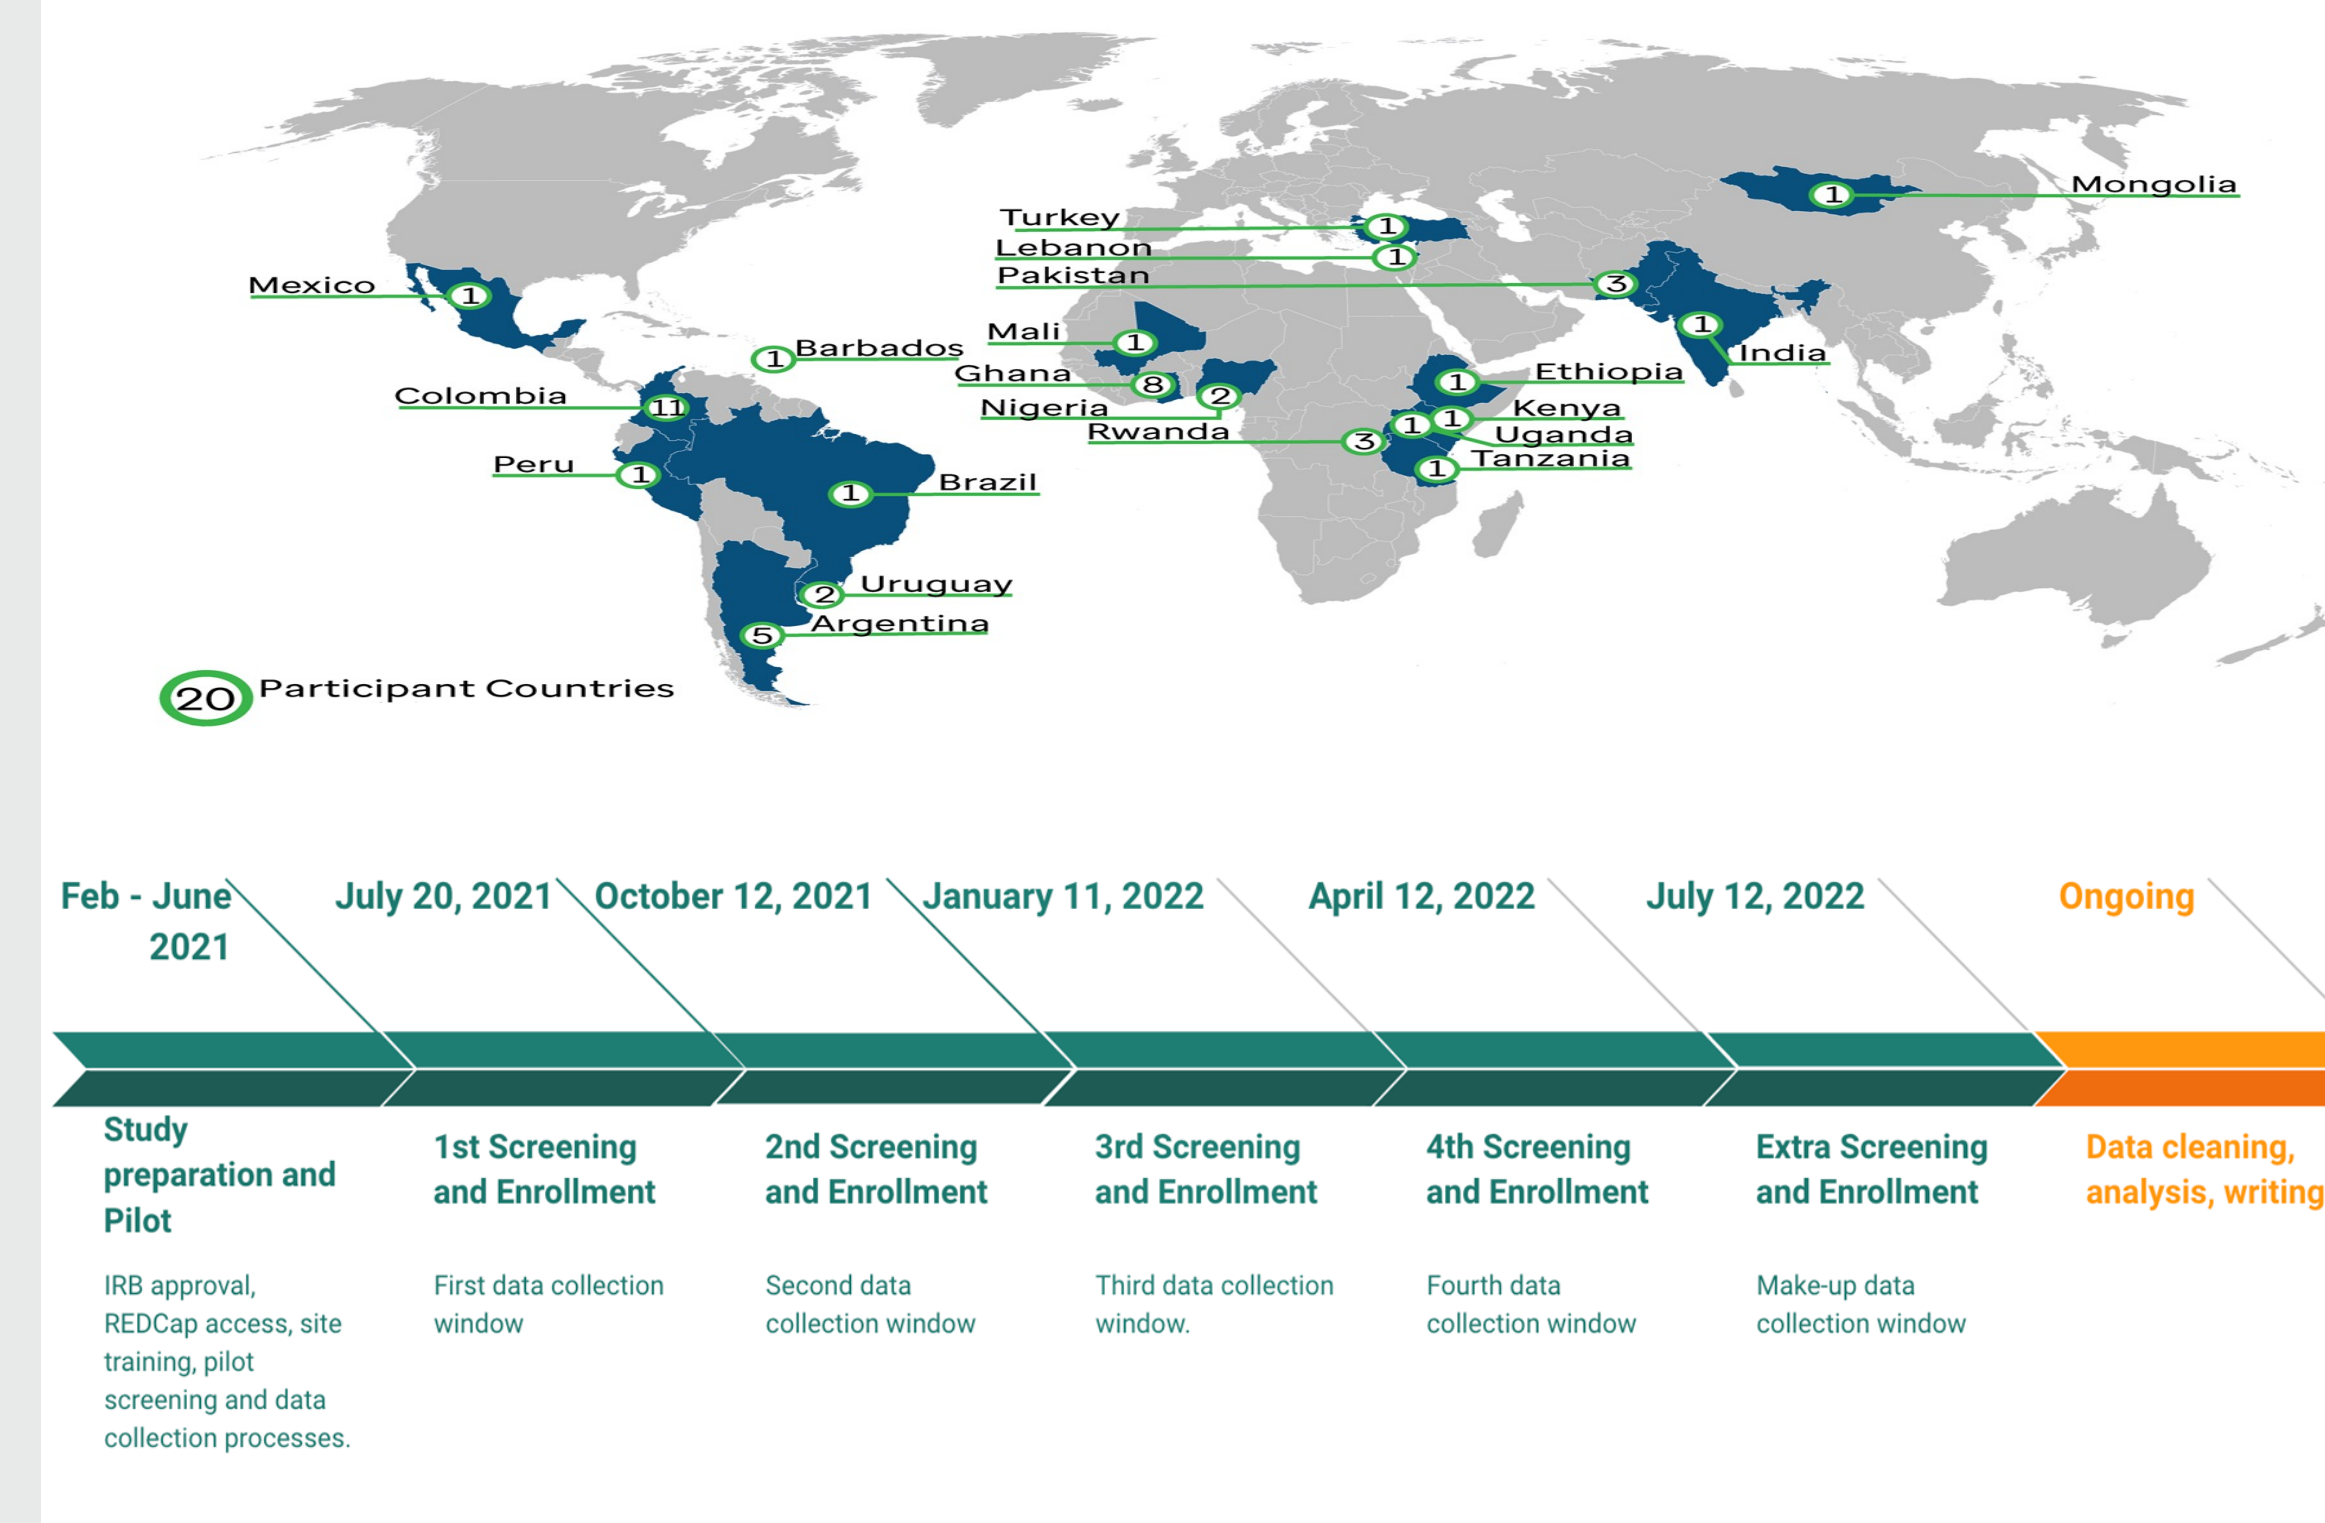 Mongolia
1
Turkey
1
Lebanon
1
Pakistan
3
Mexico
1
India
1
Mali
1
Barbados
1
Ghana
8
Ethiopia
1
Colombia
11
Nigeria
2
Kenya
1
Rwanda
3
Uganda
1
Tanzania
1
Peru
1
Brazil
1
Uruguay
2
Argentina
5
20 Participant Countries
Feb - June
2021
July 20, 2021
October 12, 2021
January 11, 2022
April 12, 2022
July 12, 2022
Ongoing
Study
preparation and
Pilot
IRB approval,
REDCap access, site
training, pilot
screening and data
collection processes.
1st Screening
and Enrollment
First data collection
window
2nd Screening
and Enrollment
Second data
collection window
3rd Screening
and Enrollment
Third data collection
window.
4th Screening
and Enrollment
Fourth data
collection window
Extra Screening
and Enrollment
Make-up data
collection window
Data cleaning,
analysis, writing